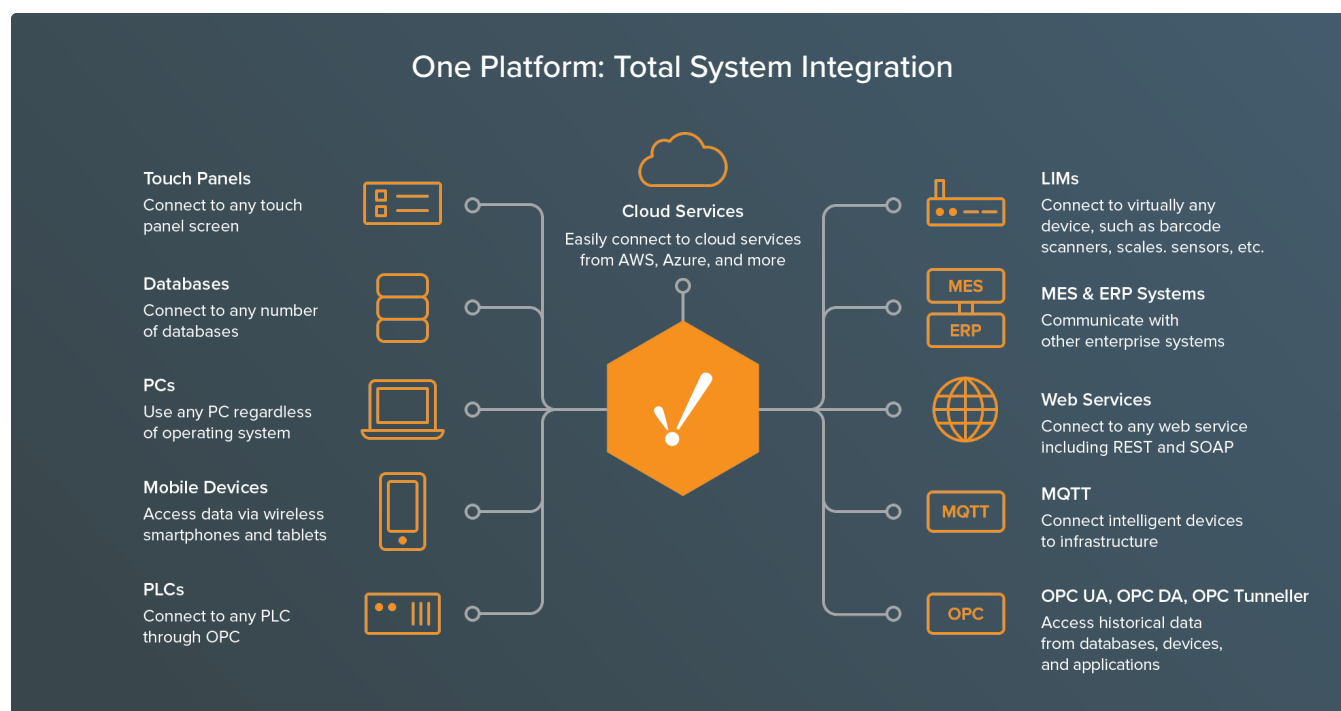 One Platform: Total System Integration
Touch Panels
Connect to any touch
panel screen
Databases
Connect to any number
of databases
PCs
Use any PC regardless
of operating system
Mobile Devices
Access data via wireless
smartphones and tablets
PLCs
Connect to any PLC
through OPC
Cloud Services
Easily connect to cloud services
from AWS, Azure, and more
LIMs
Connect to virtually any
device, such as barcode
scanners, scales. sensors, etc.
MES
ERP
MES & ERP Systems
Communicate with
other enterprise systems
Web Services
Connect to any web service
including REST and SOAP
MQTT
MQTT
Connect intelligent devices
to infrastructure
OPC
OPC UA, OPC DA, OPC Tunneller
Access historical data
from databases, devices,
and applications